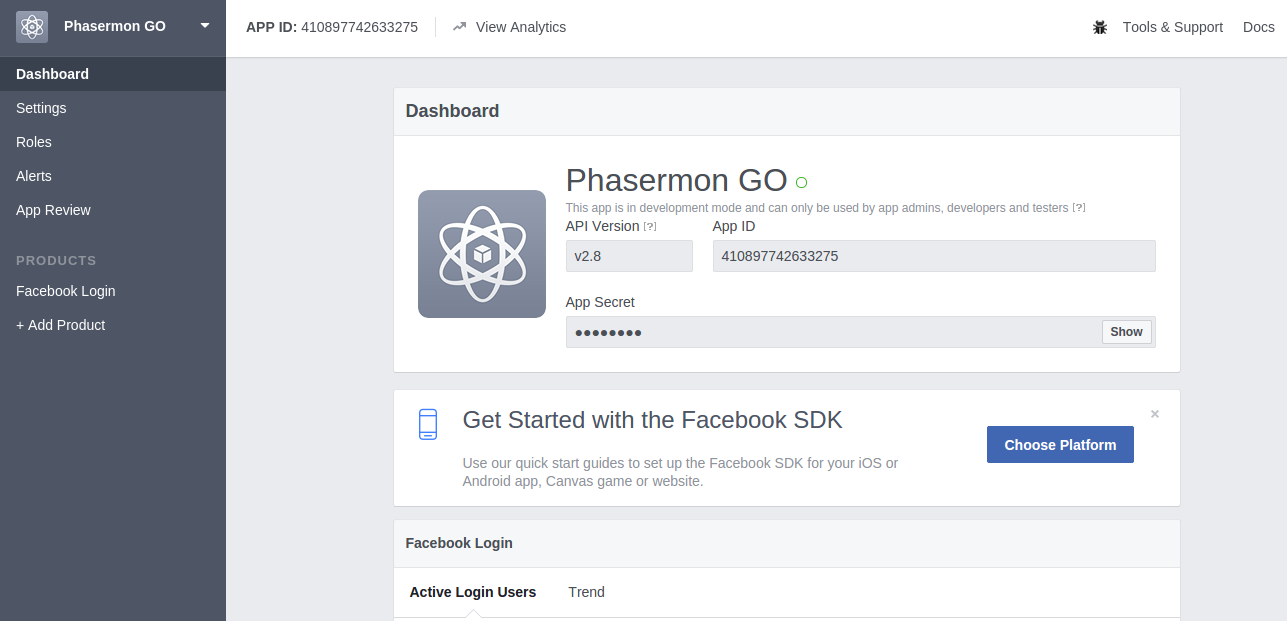 Phasermon GO
APP ID: 410897742633275
View Analytics
Tools & Support
Docs
Dashboard
Settings
Roles
Alerts
App Review
PRODUCTS
Facebook Login
+ Add Product
Dashboard
Phasermon GO
This app is in development mode and can only be used by app admins, developers and testers [?]
API Version [?]
App ID
v2.8
410897742633275
App Secret
●●●●●●●●
Show
Get Started with the Facebook SDK
Use our quick start guides to set up the Facebook SDK for your iOS or
Android app, Canvas game or website.
Choose Platform
Facebook Login
Active Login Users
Trend